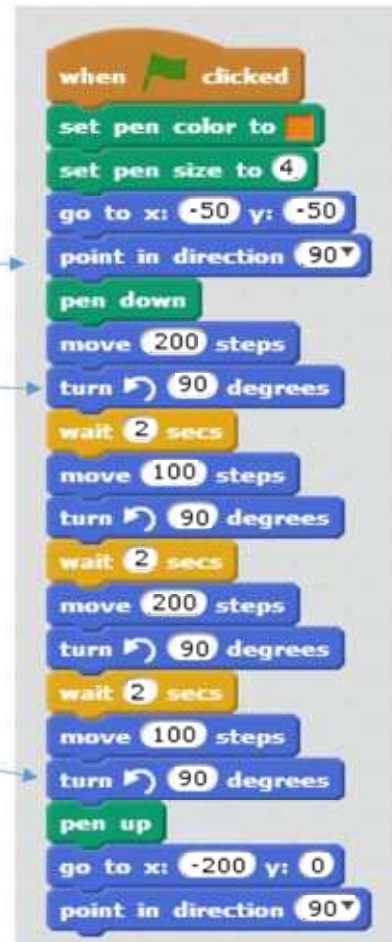 when clicked
set pen color to
set pen size to 4
go to x: -50 y: -50
point in direction 90▼
pen down
move 200 steps
turn 90 degrees
wait 2 secs
move 100 steps
turn 90 degrees
wait 2 secs
move 200 steps
turn 90 degrees
wait 2 secs
move 100 steps
turn 90 degrees
pen up
go to x: -200 y: 0
point in direction 90▼